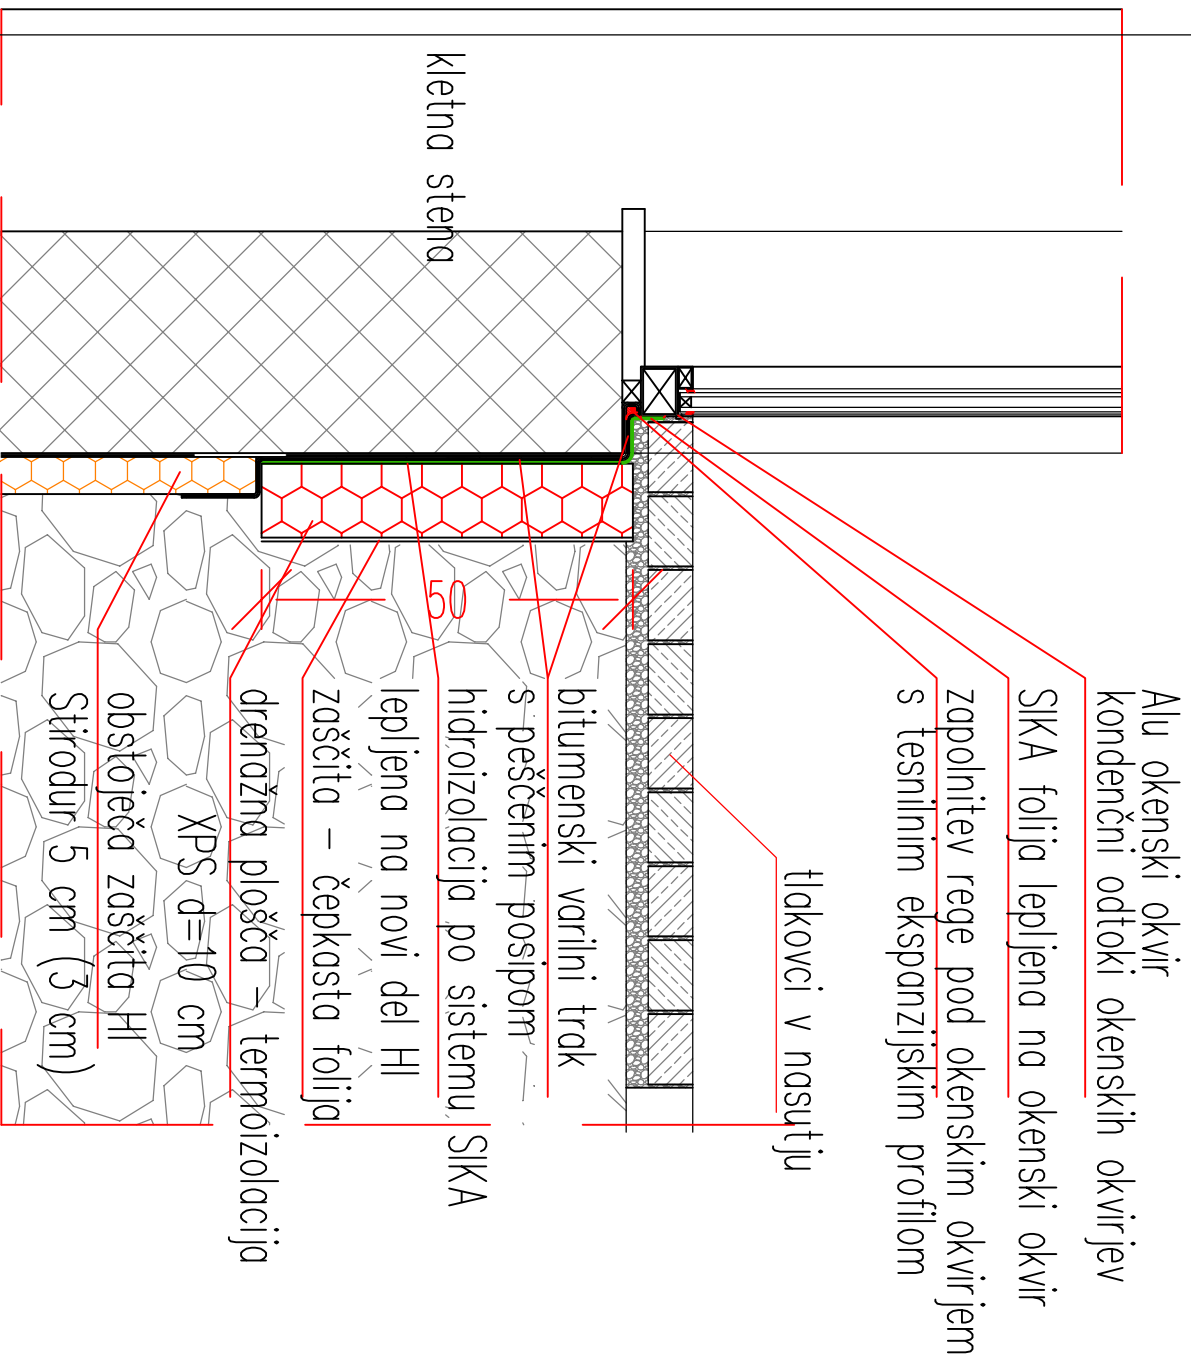 Alu okenski okvir
kondenčni odtoki okenskih okvirjev
SIKA folija lepljena na okenski okvir
zapolnitev rege pod okenskim okvirjem
s tesnilnim ekspanzijskim profilom
tlakovci v nasutju
bitumenski varilni trak
s peščenim posipom
hidroizolacija po sistemu SIKA
lepljena na novi del HI
zaščita - čepkasta folija
drenažna plošča - termoizolacija
XPS d=10 cm
obstoječa zaščita HI
Stirodur 5 cm (3 cm)
kletna stena
50